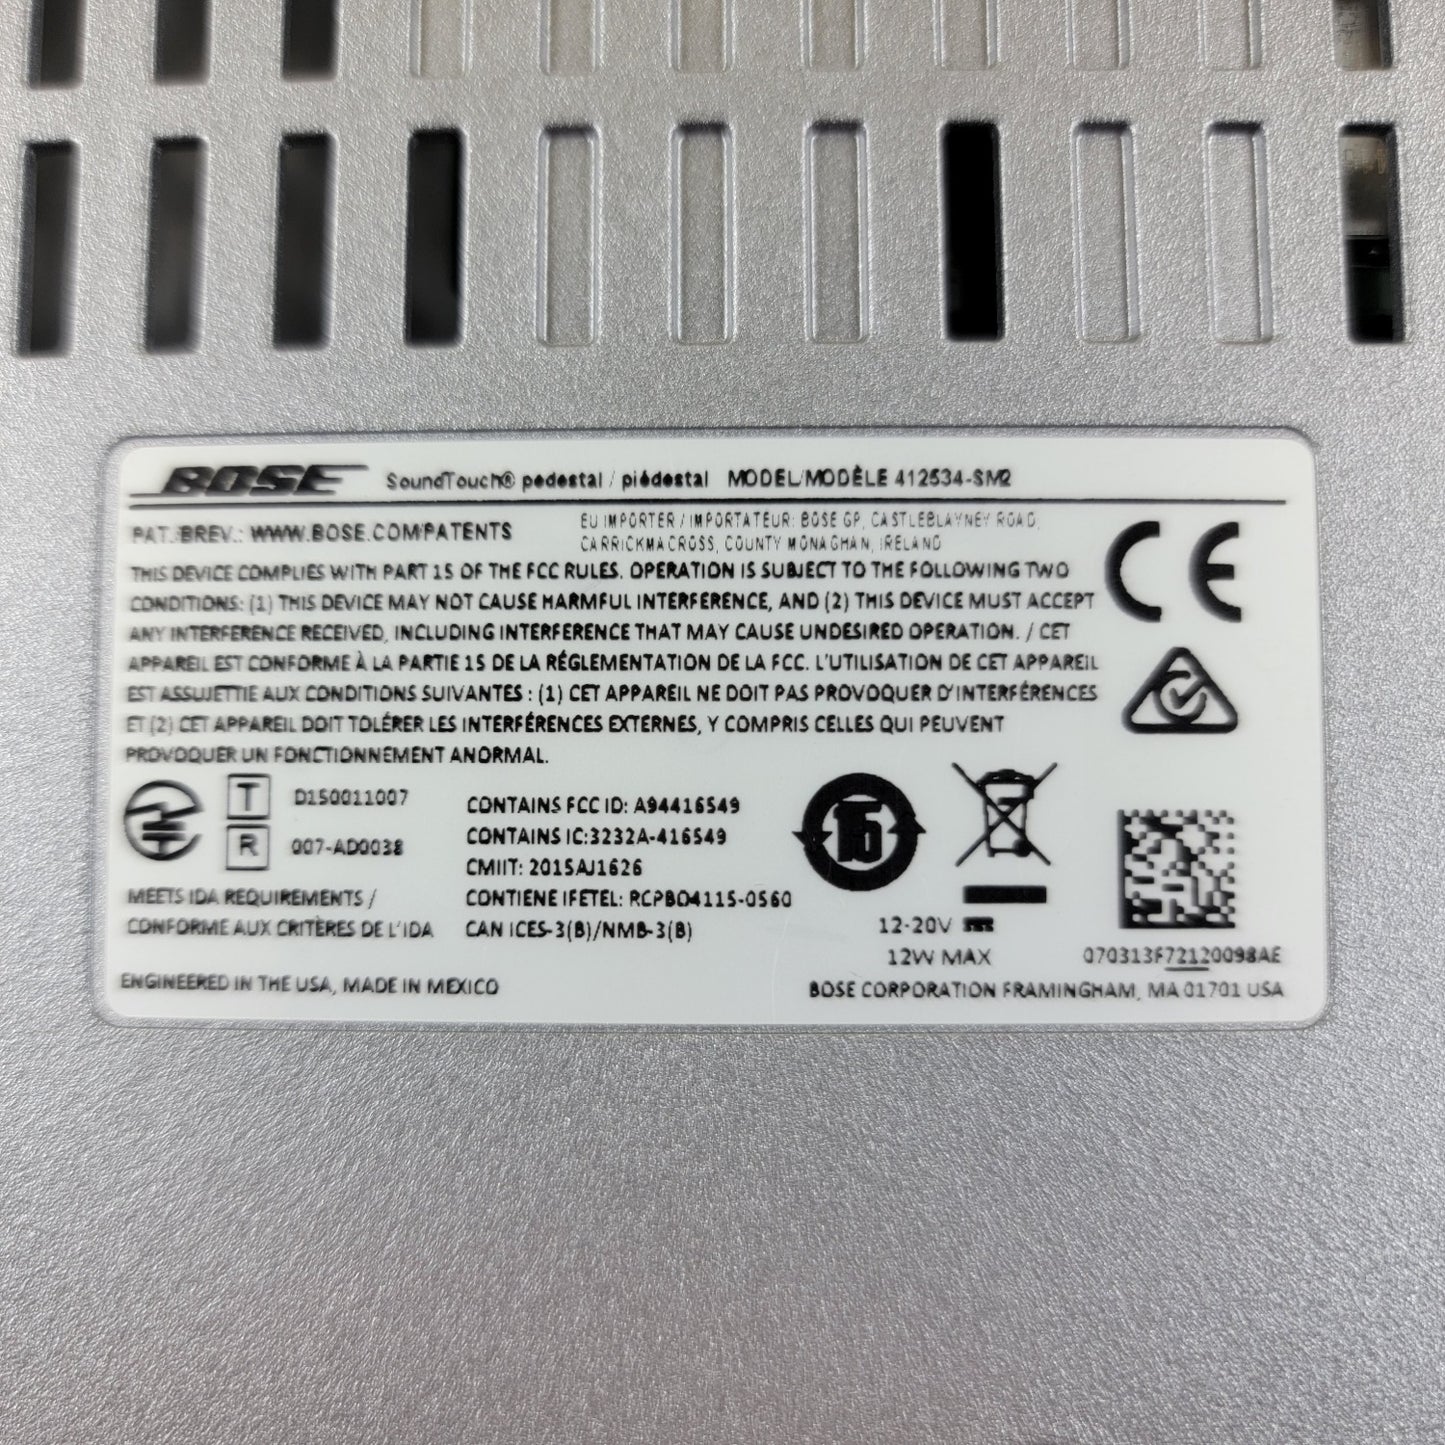 BOSE SoundTouch® pedestal / piédestal MODEL/MODÈLE 412534-SM2
PAT./BREV.: WWW.BOSE.COM/PATENTS
EU IMPORTER / IMPORTATEUR: BOSE GP, CASTLEBLAYNEY ROAD,
CARRICKMACROSS, COUNTY MONAGHAN, IRELAND
THIS DEVICE COMPLIES WITH PART 15 OF THE FCC RULES. OPERATION IS SUBJECT TO THE FOLLOWING TWO
CONDITIONS: (1) THIS DEVICE MAY NOT CAUSE HARMFUL INTERFERENCE, AND (2) THIS DEVICE MUST ACCEPT
ANY INTERFERENCE RECEIVED, INCLUDING INTERFERENCE THAT MAY CAUSE UNDESIRED OPERATION. / CET
APPAREIL EST CONFORME À LA PARTIE 15 DE LA RÉGLEMENTATION DE LA FCC. L'UTILISATION DE CET APPAREIL
EST ASSUJETTIE AUX CONDITIONS SUIVANTES : (1) CET APPAREIL NE DOIT PAS PROVOQUER D'INTERFÉRENCES
ET (2) CET APPAREIL DOIT TOLÉRER LES INTERFÉRENCES EXTERNES, Y COMPRIS CELLES QUI PEUVENT
PROVOQUER UN FONCTIONNEMENT ANORMAL.
CE
T D150011007
R 007-AD0038
MEETS IDA REQUIREMENTS /
CONFORME AUX CRITÈRES DE L'IDA
CONTAINS FCC ID: A94416549
CONTAINS IC:3232A-416549
CMIIT: 2015AJ1626
CONTIENE IFETEL: RCPBO4115-0560
CAN ICES-3(B)/NMB-3(B)
15
12-20V
12W MAX
070313F72120098AE
ENGINEERED IN THE USA, MADE IN MEXICO
BOSE CORPORATION FRAMINGHAM, MA 01701 USA